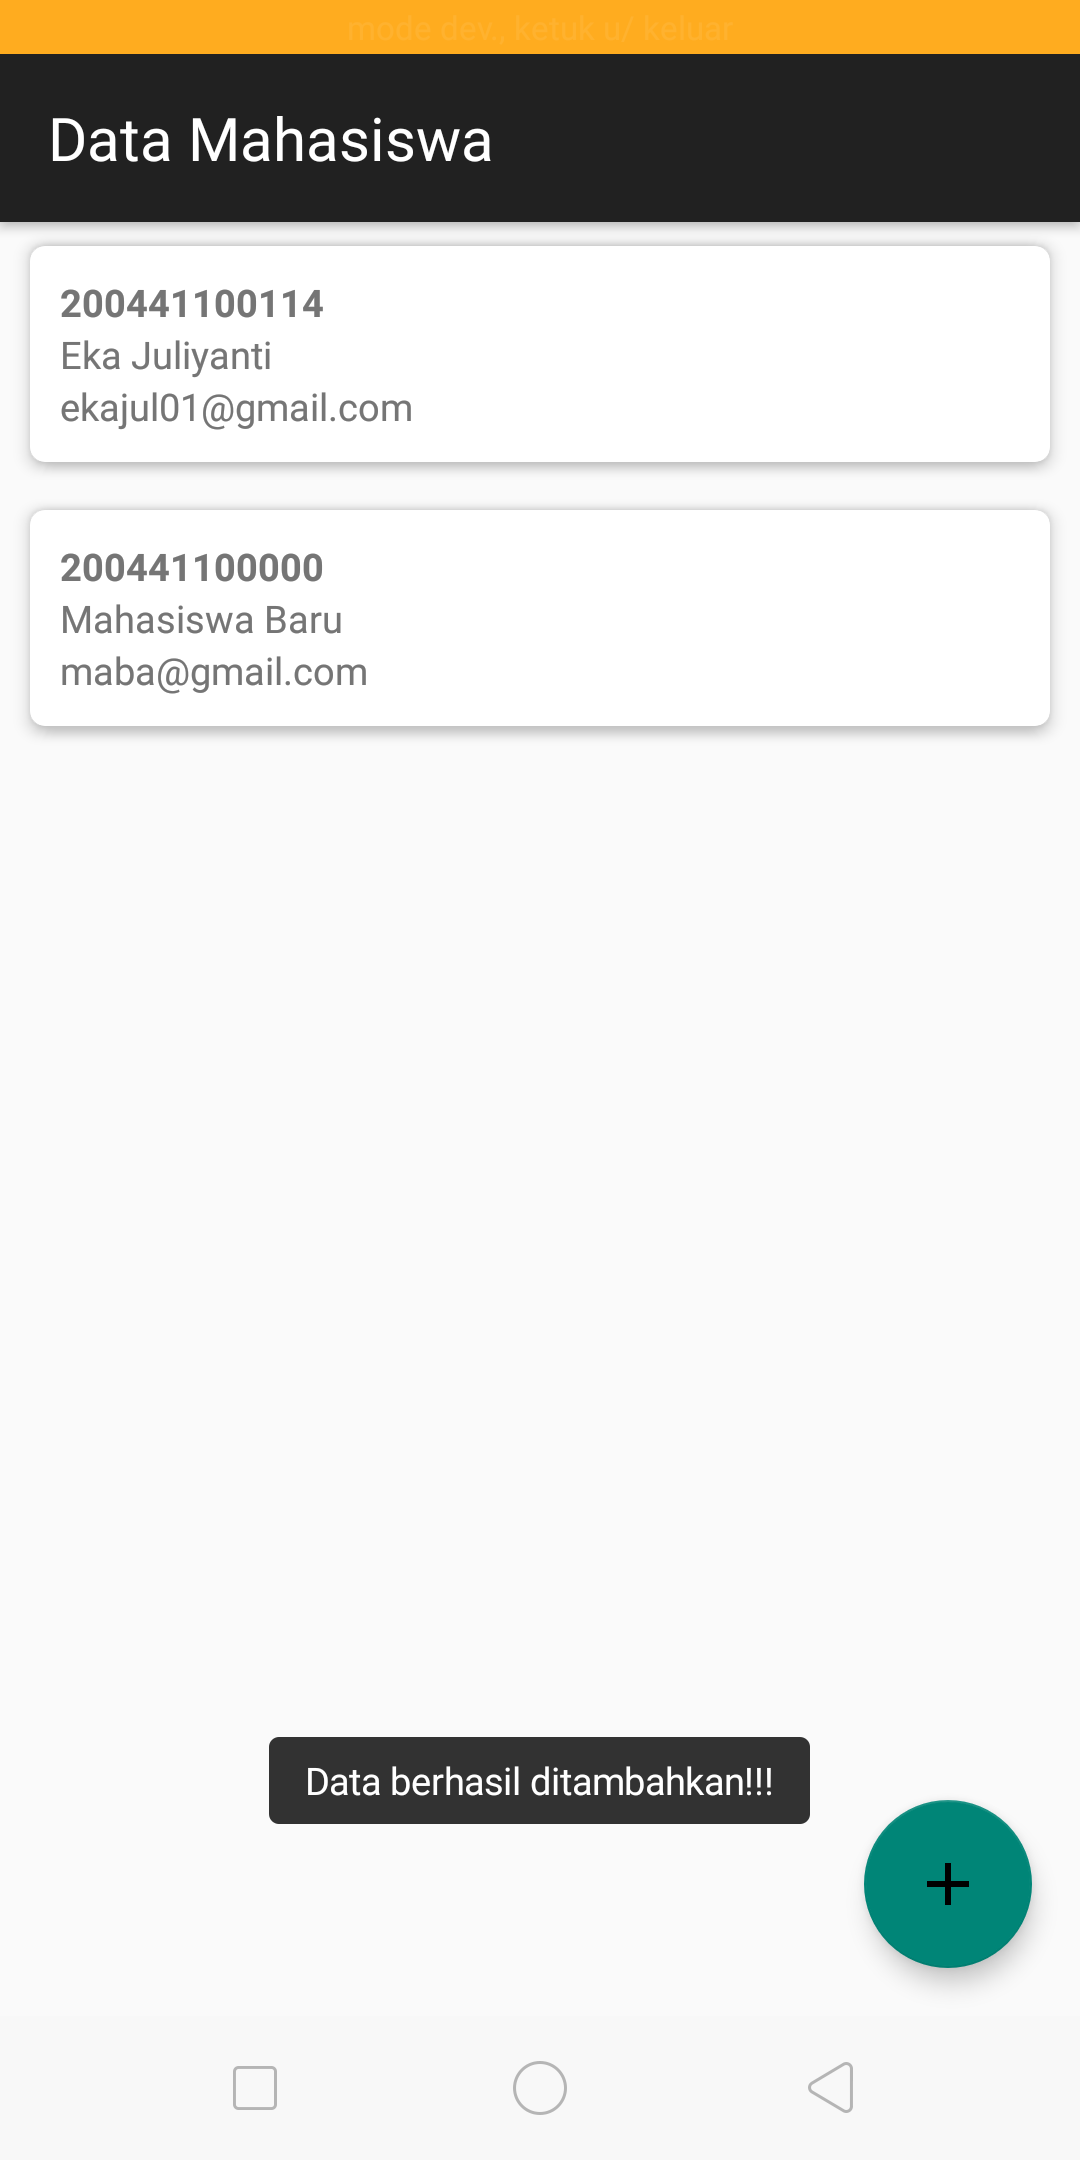 mode dev., ketuk u/ keluar
Data Mahasiswa
200441100114
Eka Juliyanti
ekajul01@gmail.com
200441100000
Mahasiswa Baru
maba@gmail.com
Data berhasil ditambahkan!!!